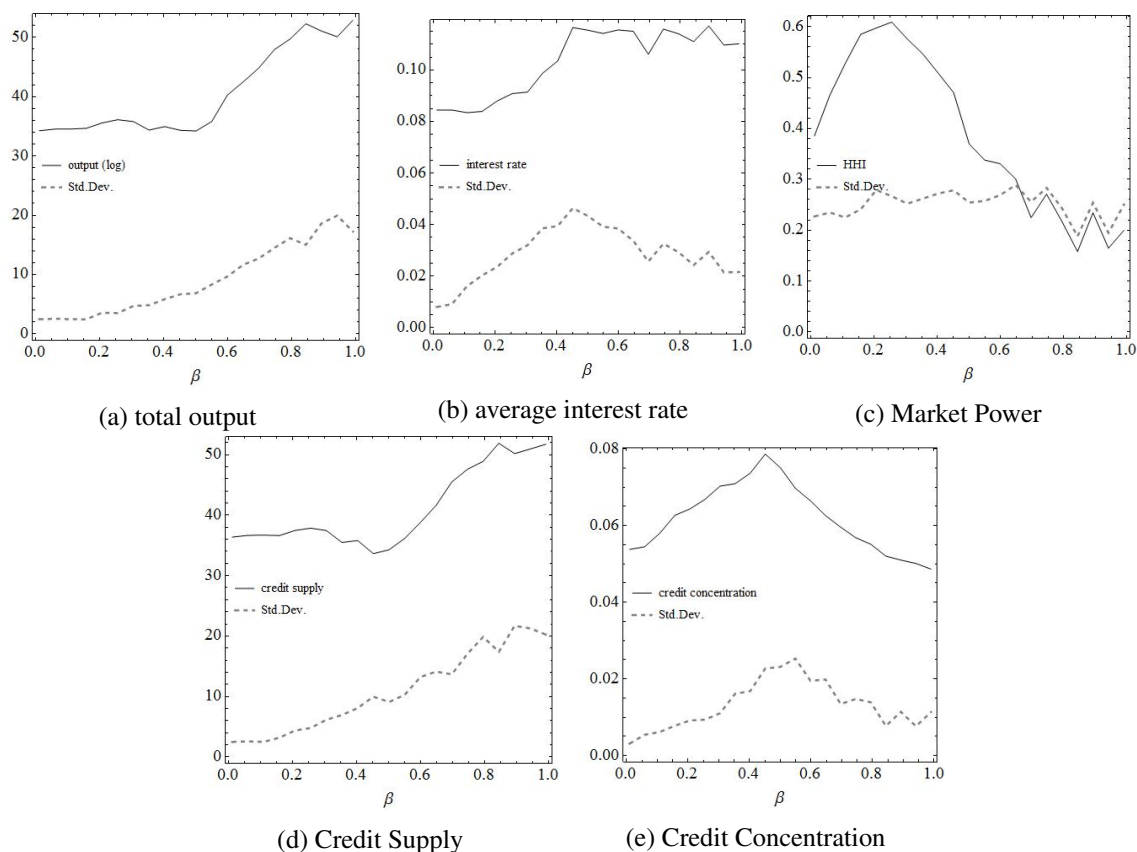 50
40
30
20
10
0
output (log)
Std.Dev.
0.0 0.2 0.4 0.6 0.8 1.0
β
(a) total output
0.10
0.08
0.06
0.04
0.02
0.00
interest rate
Std.Dev.
0.0 0.2 0.4 0.6 0.8 1.0
β
(b) average interest rate
0.6
0.5
0.4
0.3
0.2
0.1
0.0
HHI
Std.Dev.
0.0 0.2 0.4 0.6 0.8 1.0
β
(c) Market Power
50
40
30
20
10
0
credit supply
Std.Dev.
0.0 0.2 0.4 0.6 0.8 1.0
β
(d) Credit Supply
0.08
0.06
0.04
0.02
0.00
credit concentration
Std.Dev.
0.0 0.2 0.4 0.6 0.8 1.0
β
(e) Credit Concentration